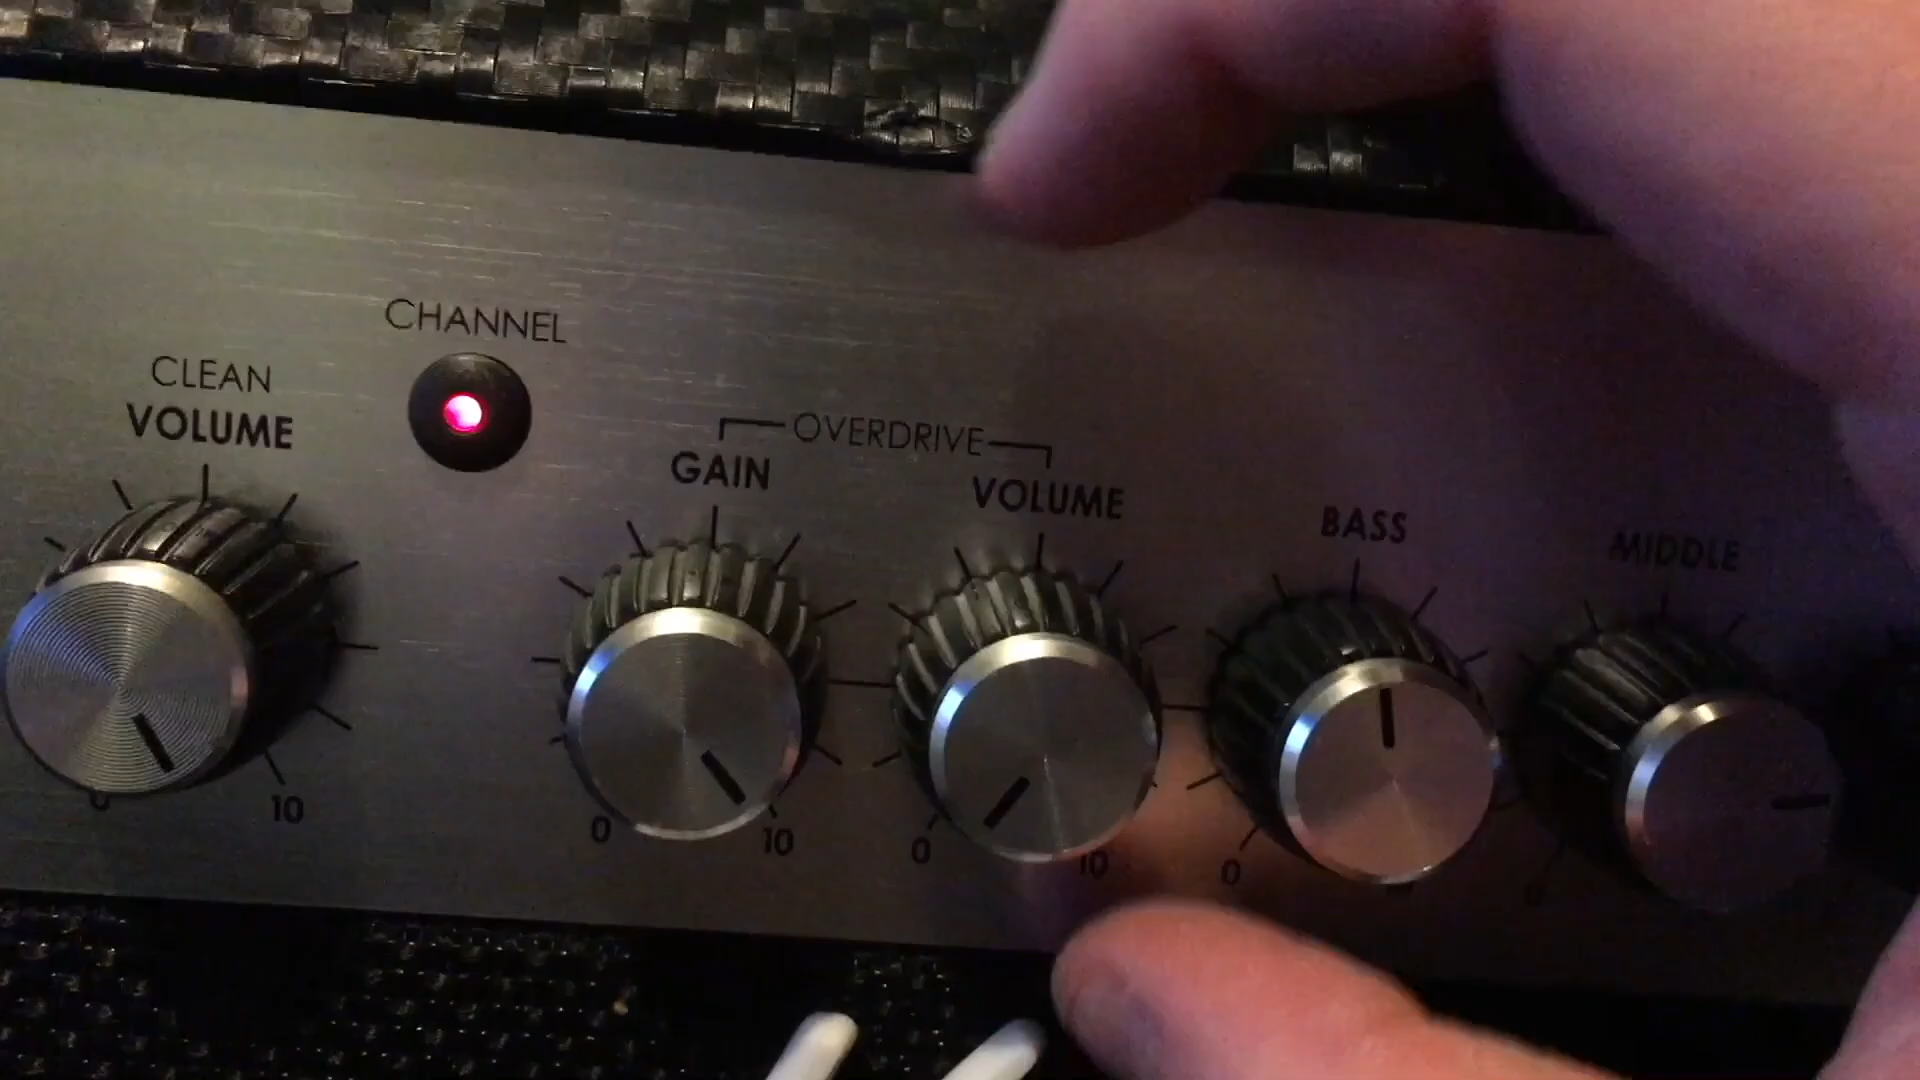 CHANNEL
CLEAN
VOLUME
OVERDRIVE
GAIN
VOLUME
BASS
MIDDLE
0
10
0
10
0
10
0